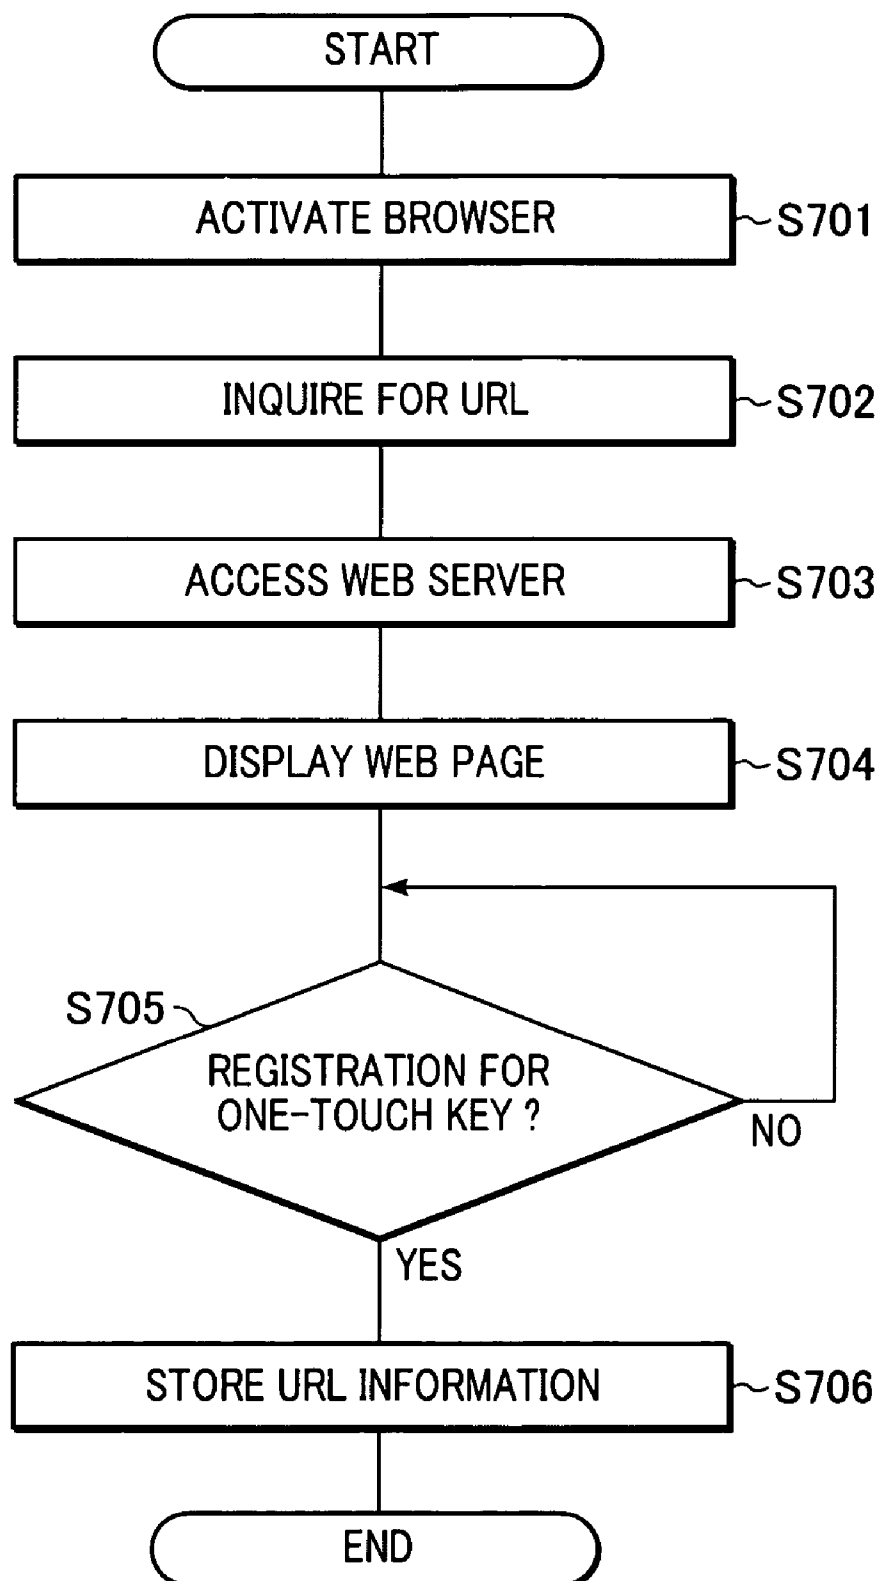 START
ACTIVATE BROWSER
S701
INQUIRE FOR URL
S702
ACCESS WEB SERVER
S703
DISPLAY WEB PAGE
S704
S705
REGISTRATION FOR
ONE-TOUCH KEY ?
NO
YES
STORE URL INFORMATION
S706
END